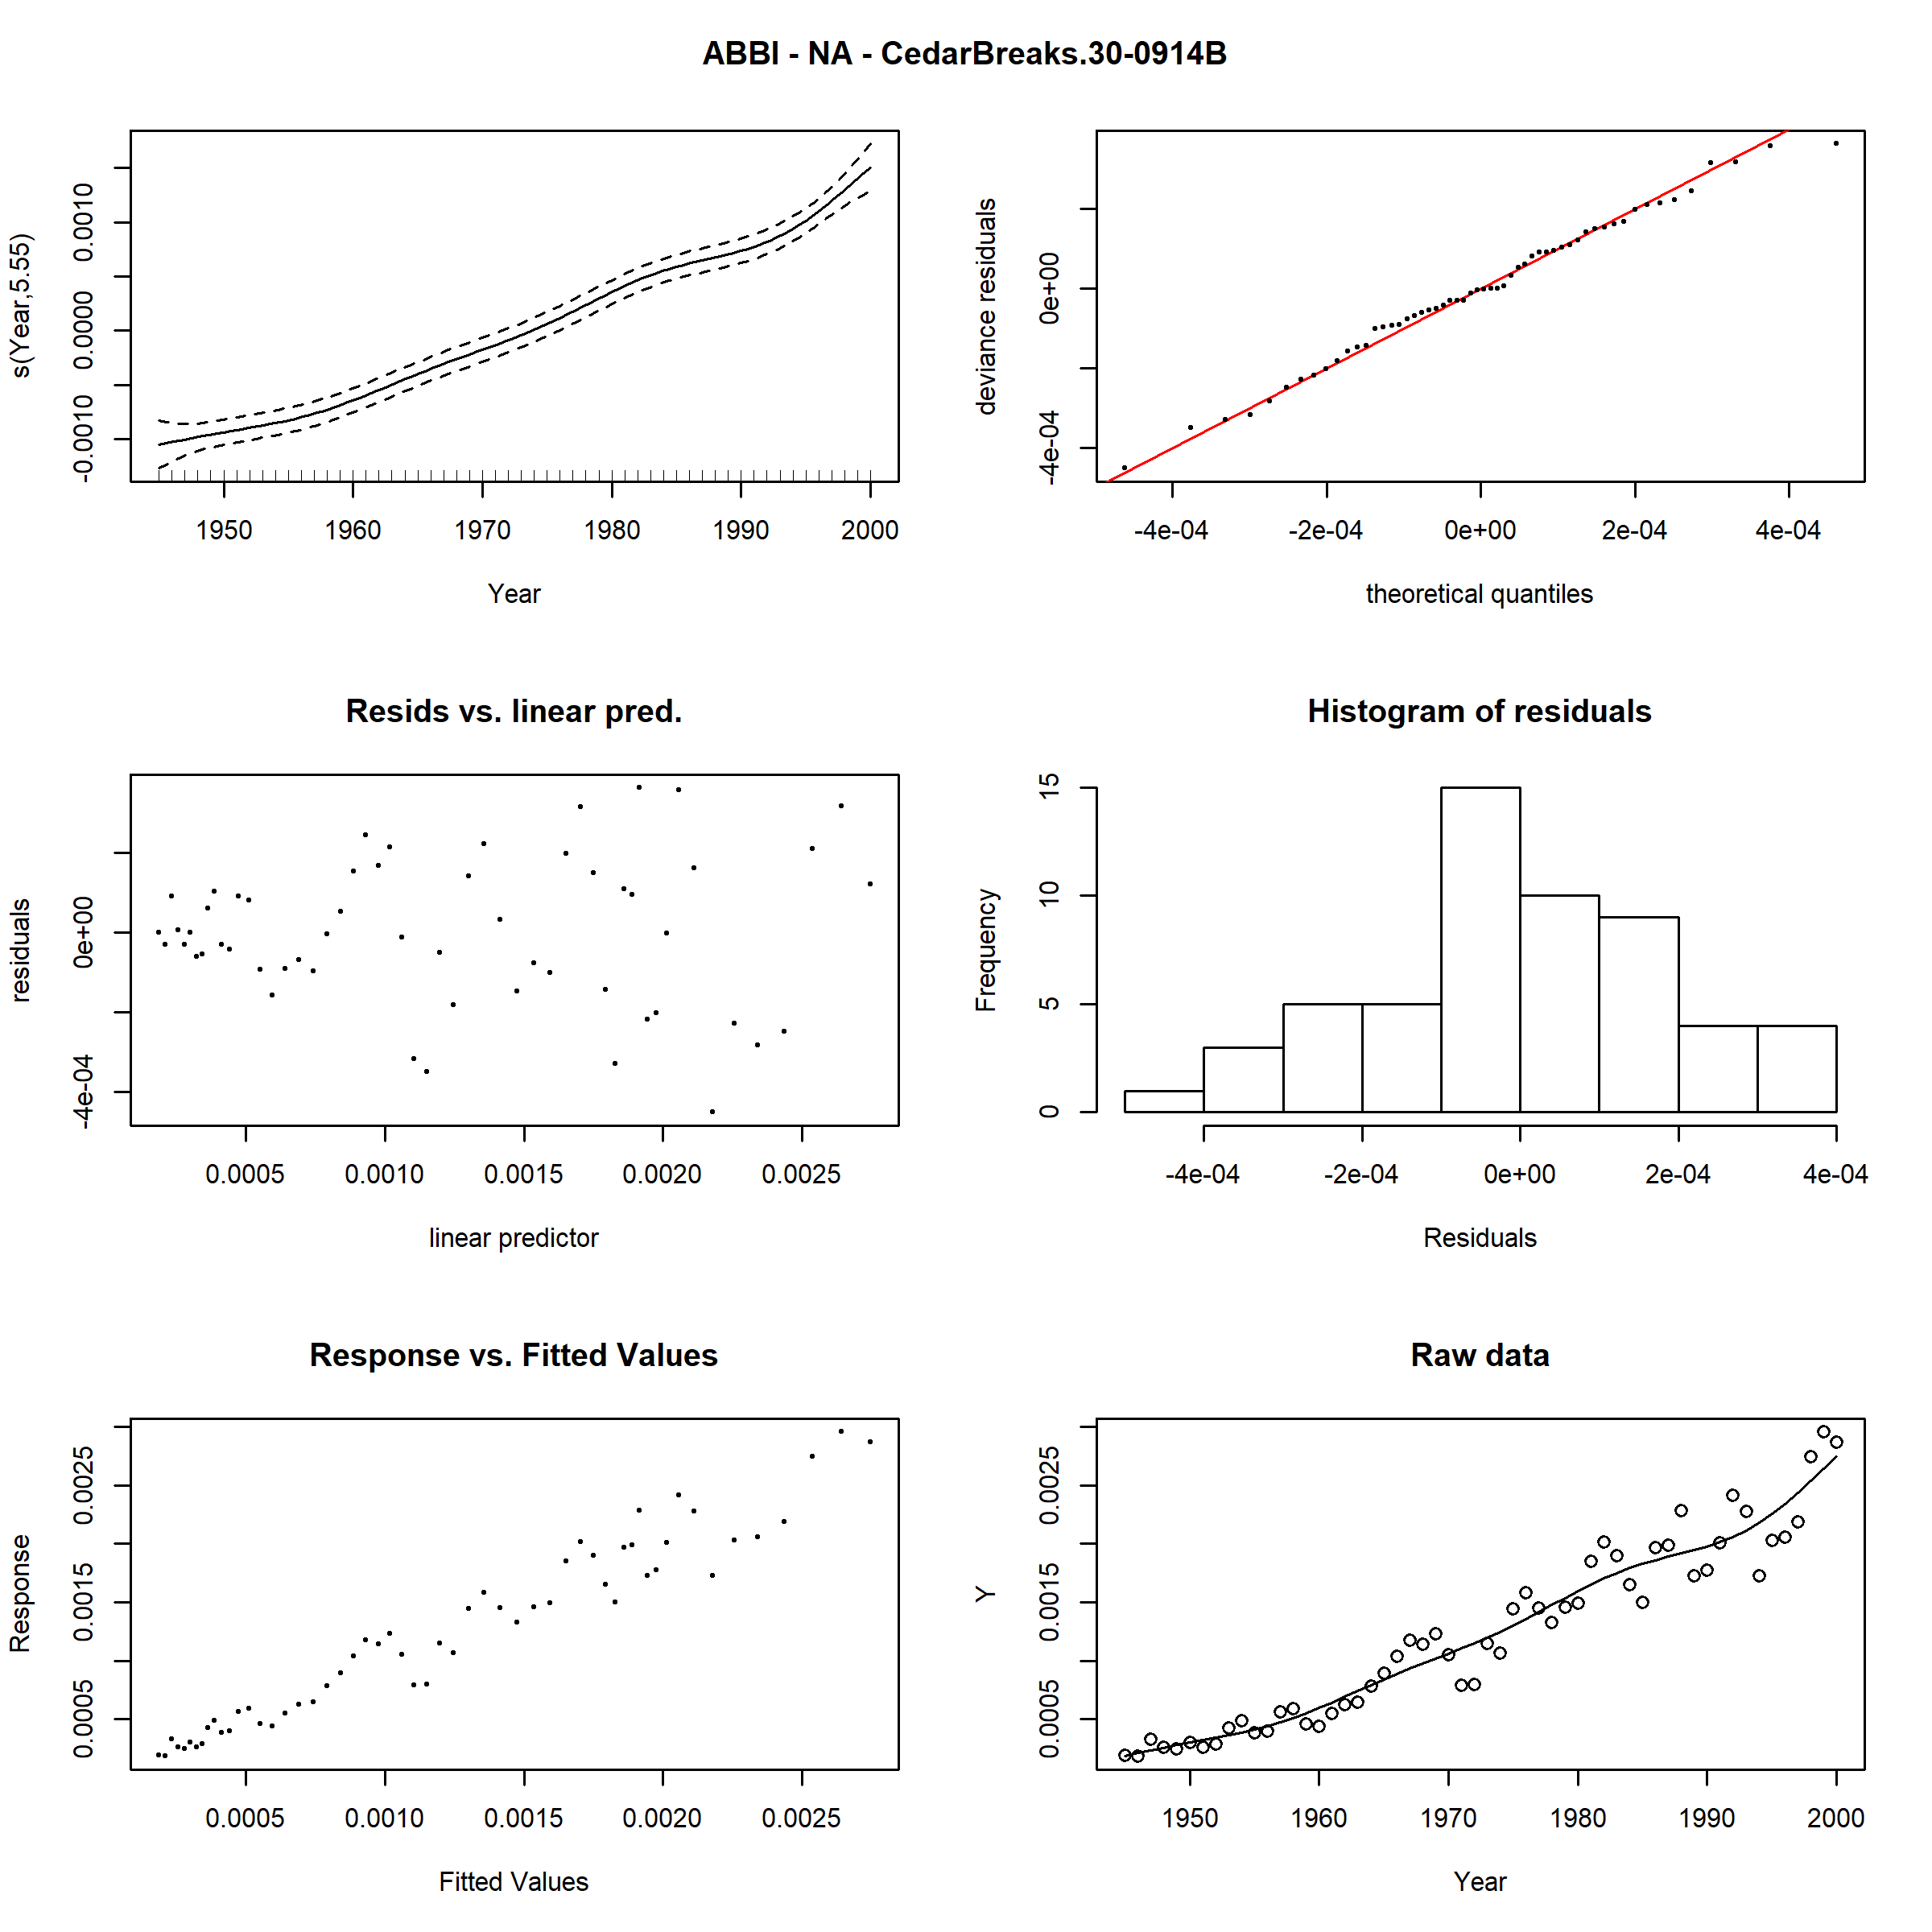 ABBI - NA - CedarBreaks.30-0914B
s(Year,5.55)
-0.0010 0.0000 0.0010
1950 1960 1970 1980 1990 2000
Year
deviance residuals
-4e-04 0e+00
-4e-04 -2e-04 0e+00 2e-04 4e-04
theoretical quantiles
Resids vs. linear pred.
residuals
-4e-04 0e+00
0.0005 0.0010 0.0015 0.0020 0.0025
linear predictor
Histogram of residuals
Frequency
0 5 10 15
-4e-04 -2e-04 0e+00 2e-04 4e-04
Residuals
Response vs. Fitted Values
Response
0.0005 0.0015 0.0025
0.0005 0.0010 0.0015 0.0020 0.0025
Fitted Values
Raw data
Y
0.0005 0.0015 0.0025
1950 1960 1970 1980 1990 2000
Year